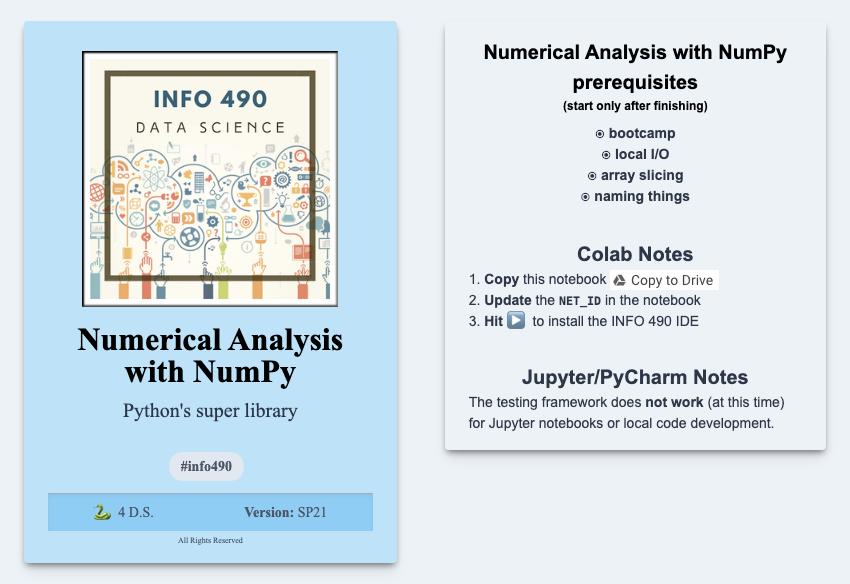 INFO 490
DATA SCIENCE
Numerical Analysis
with NumPy
Python's super library
#info490
4 D.S.
Version: SP21
All Rights Reserved
Numerical Analysis with NumPy
prerequisites
(start only after finishing)
bootcamp
local I/O
array slicing
naming things
Colab Notes
1. Copy this notebook Copy to Drive
2. Update the NET_ID in the notebook
3. Hit to install the INFO 490 IDE
Jupyter/PyCharm Notes
The testing framework does not work (at this time)
for Jupyter notebooks or local code development.